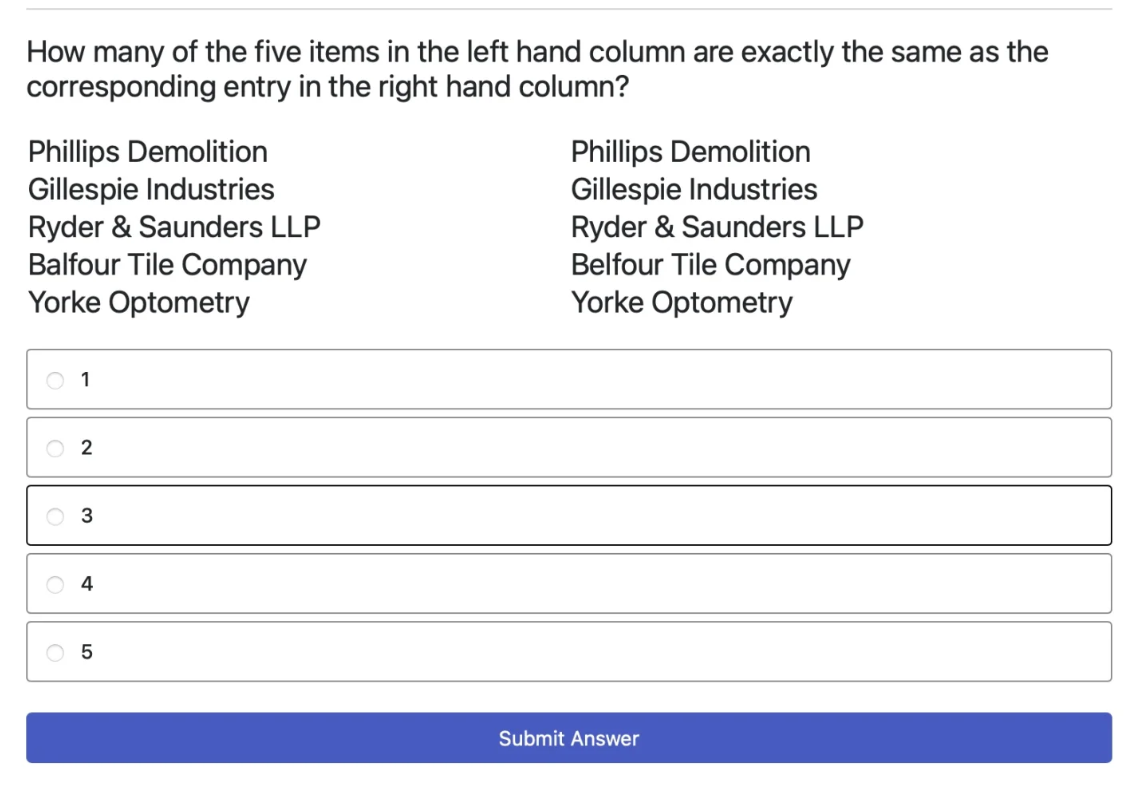 How many of the five items in the left hand column are exactly the same as the
corresponding entry in the right hand column?
Phillips Demolition Phillips Demolition
Gillespie Industries Gillespie Industries
Ryder & Saunders LLP Ryder & Saunders LLP
Balfour Tile Company Belfour Tile Company
Yorke Optometry Yorke Optometry
1
2
3
4
5
Submit Answer